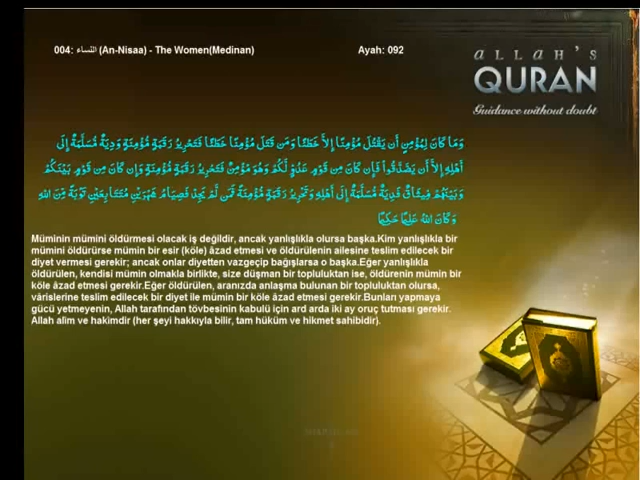 004: النساء (An-Nisaa) - The Women(Medinan) Ayah: 092
ALLAH'S
QURAN
Guidance without doubt
وَمَا كَانَ لِمُؤْمِنٍ أَن يَقْتُلَ مُؤْمِنًا إِلاَّ خَطَئًا وَمَن قَتَلَ مُؤْمِنًا خَطَئًا فَتَحْرِيرُ رَقَبَةٍ مُّؤْمِنَةٍ وَدِيَةٌ مُّسَلَّمَةٌ إِلَى
أَهْلِهِ إِلاَّ أَن يَصَّدَّقُواْ فَإِن كَانَ مِن قَوْمٍ عَدُوٍّ لَّكُمْ وَهُوَ مُؤْمِنٌ فَتَحْرِيرُ رَقَبَةٍ مُّؤْمِنَةٍ وَإِن كَانَ مِن قَوْمٍ بَيْنَكُمْ
وَبَيْنَهُمْ مِّيثَاقٌ فَدِيَةٌ مُّسَلَّمَةٌ إِلَى أَهْلِهِ وَتَحْرِيرُ رَقَبَةٍ مُّؤْمِنَةً فَمَن لَّمْ يَجِدْ فَصِيَامُ شَهْرَيْنِ مُتَتَابِعَيْنِ تَوْبَةً مِّنَ اللهِ
وَكَانَ اللهُ عَلِيمًا حَكِيمًا
Müminin mümini öldürmesi olacak iş değildir, ancak yanlışlıkla olursa başka.Kim yanlışlıkla bir
mümini öldürürse mümin bir esir (köle) âzad etmesi ve öldürülenin ailesine teslim edilecek bir
diyet vermesi gerekir; ancak onlar diyetten vazgeçip bağışlarsa o başka.Eğer yanlışlıkla
öldürülen, kendisi mümin olmakla birlikte, size düşman bir topluluktan ise, öldürenin mümin bir
köle âzad etmesi gerekir.Eğer öldürülen, aranızda anlaşma bulunan bir topluluktan olursa,
vârislerine teslim edilecek bir diyet ile mümin bir köle âzad etmesi gerekir.Bunları yapmaya
gücü yetmeyenin, Allah tarafından tövbesinin kabulü için ard arda iki ay oruç tutması gerekir.
Allah alîm ve hakimdir (her şeyi hakkıyla bilir, tam hüküm ve hikmet sahibidir).